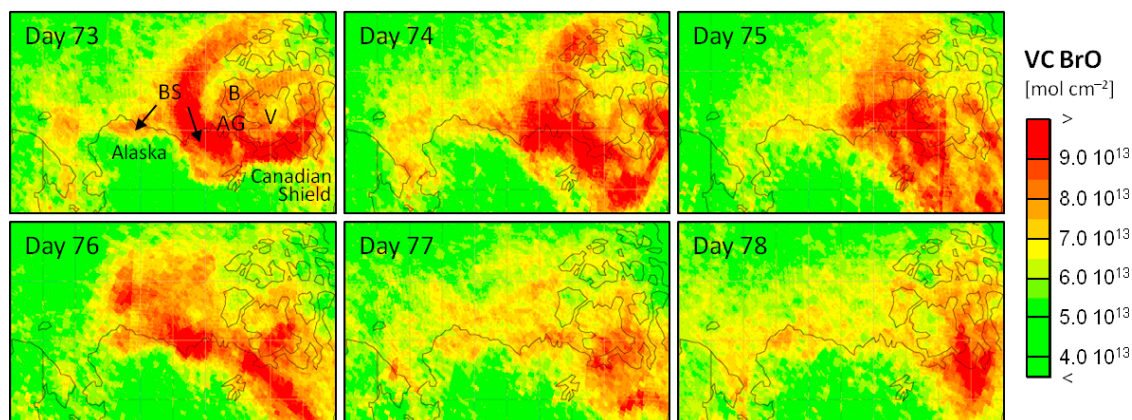 Day 73
BS
B
AG
V
Alaska
Canadian
Shield
Day 74
Day 75
Day 76
Day 77
Day 78
VC BrO
[mol cm⁻²]
>
9.0 10¹³
8.0 10¹³
7.0 10¹³
6.0 10¹³
5.0 10¹³
4.0 10¹³
<